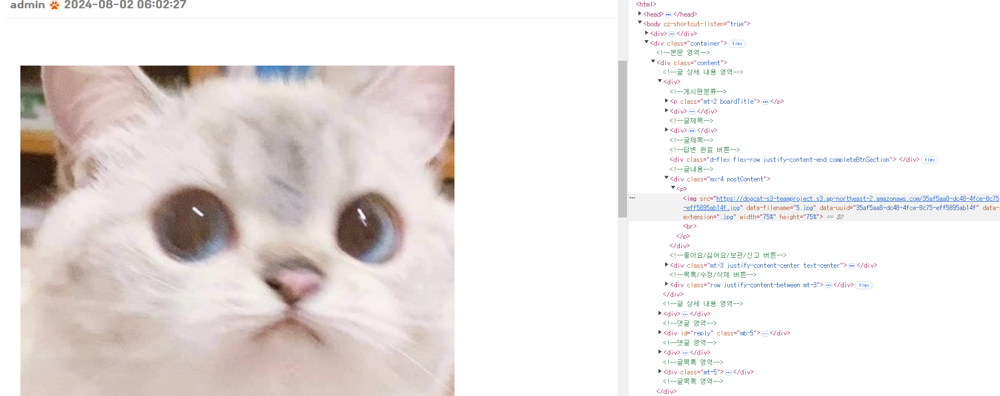 admin 2024-08-02 06:02:27
<html>
<head> ••• </head>
<body cz-shortcut-listen="true">
<div> ••• </div>
<div class="container"> flex
<!--본문 영역-->
<div class="content">
<!--글 상세 내용 영역-->
<div>
<!--게시판분류-->
<p class="mt-2 boardTitle"> ••• </p>
<div> ••• </div>
<!--글제목-->
<div> ••• </div>
<!--글제목-->
<!--답변 완료 버튼-->
<div class="d-flex flex-row justify-content-end completeBtnSection"> </div> flex
<!--글내용-->
<div class="mx-4 postContent">
<p>
••• <img src="https://dogcat-s3-teamproject.s3.ap-northeast-2.amazonaws.com/35af5aa8-dc48-4fce-8c75
-eff5895ab14f.jpg" data-filename="5.jpg" data-uuid="35af5aa8-dc48-4fce-8c75-eff5895ab14f" data-
extension=".jpg" width="75%" height="75%"> == $0
<br>
</p>
</div>
<!--좋아요/싫어요/보관/신고 버튼-->
<div class="mt-3 justify-content-center text-center"> ••• </div>
<!--목록/수정/삭제 버튼-->
<div class="row justify-content-between mt-3"> ••• </div> flex
</div>
<!--글 상세 내용 영역-->
<div> ••• </div>
<!--댓글 영역-->
<div id="reply" class="mb-5"> ••• </div>
<!--댓글 영역-->
<div> ••• </div>
<!--글목록 영역-->
<div class="mt-5"> ••• </div>
<!--글목록 영역-->
</div>